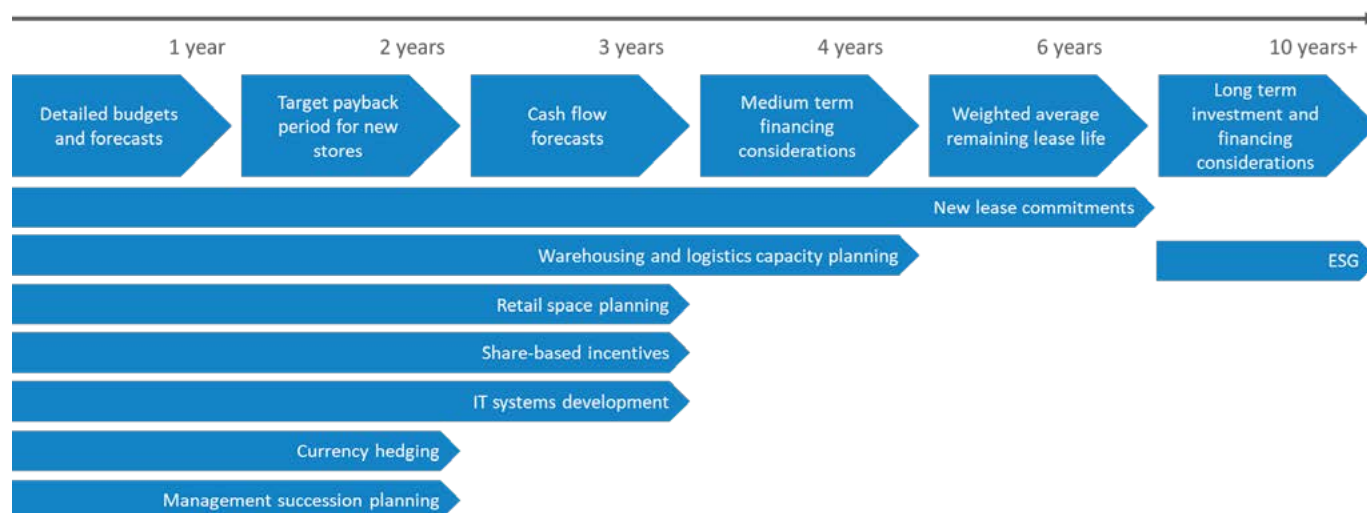 1 year
2 years
3 years
4 years
6 years
10 years+
Detailed budgets
and forecasts
Target payback
period for new
stores
Cash flow
forecasts
Medium term
financing
considerations
Weighted average
remaining lease life
Long term
investment and
financing
considerations
New lease commitments
Warehousing and logistics capacity planning
ESG
Retail space planning
Share-based incentives
IT systems development
Currency hedging
Management succession planning